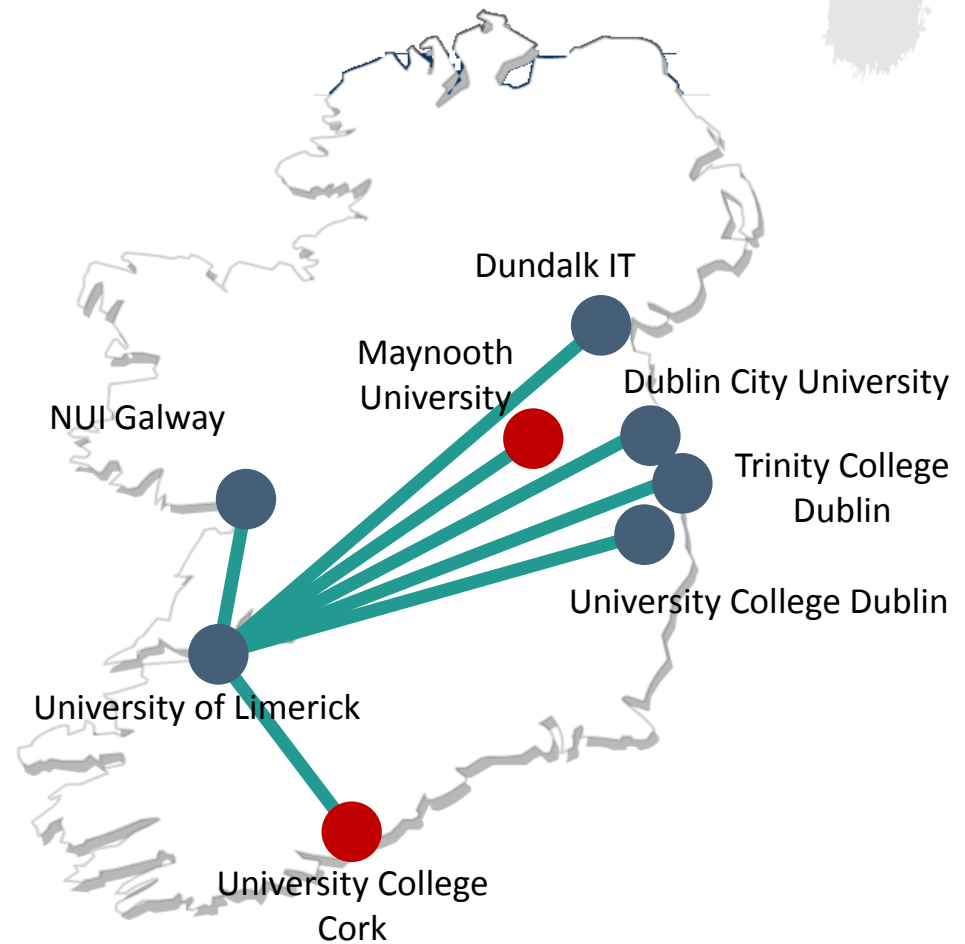 Dundalk IT
Maynooth
University
Dublin City University
NUI Galway
Trinity College
Dublin
University College Dublin
University of Limerick
University College
Cork